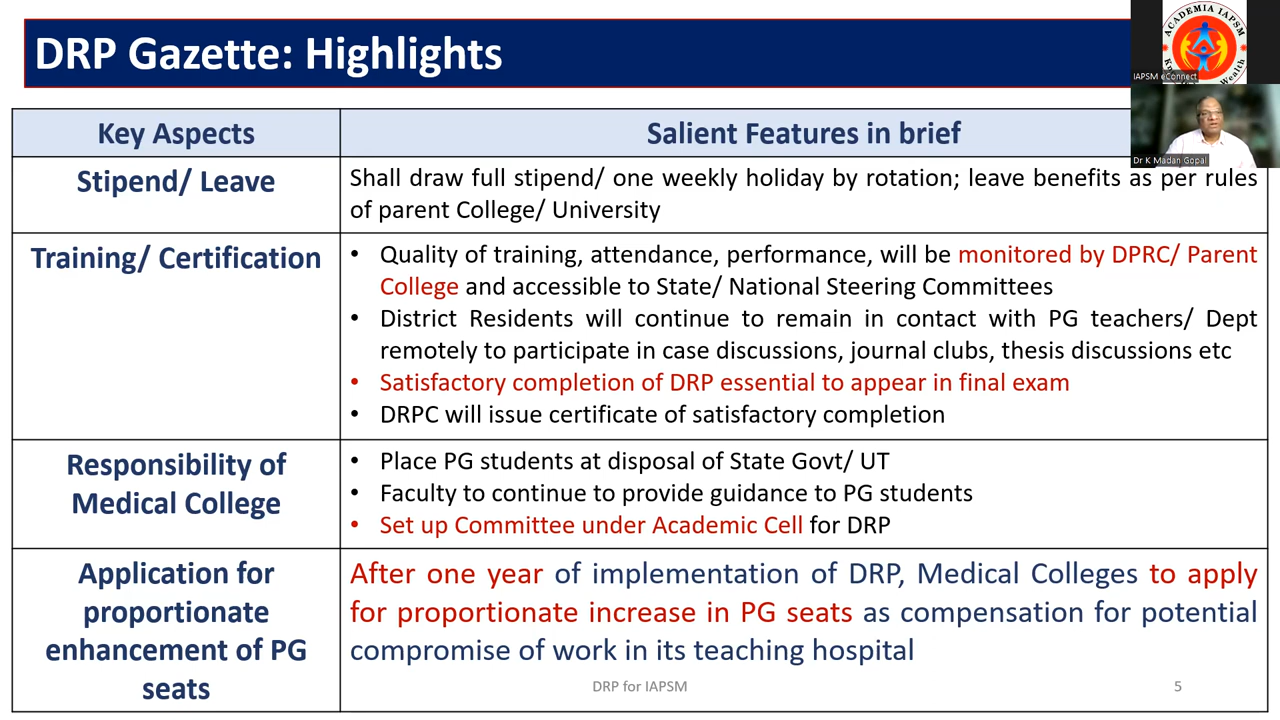 DRP Gazette: Highlights
ACADEMIA IAPSM
IAPSM eConnect
Wealth
Dr K Madan Gopal
Key Aspects
Salient Features in brief
Stipend/ Leave
Shall draw full stipend/ one weekly holiday by rotation; leave benefits as per rules
of parent College/ University
Training/ Certification
• Quality of training, attendance, performance, will be monitored by DPRC/ Parent
College and accessible to State/ National Steering Committees
• District Residents will continue to remain in contact with PG teachers/ Dept
remotely to participate in case discussions, journal clubs, thesis discussions etc
• Satisfactory completion of DRP essential to appear in final exam
• DRPC will issue certificate of satisfactory completion
Responsibility of
Medical College
• Place PG students at disposal of State Govt/ UT
• Faculty to continue to provide guidance to PG students
• Set up Committee under Academic Cell for DRP
Application for
proportionate
enhancement of PG
seats
After one year of implementation of DRP, Medical Colleges to apply
for proportionate increase in PG seats as compensation for potential
compromise of work in its teaching hospital
DRP for IAPSM
5